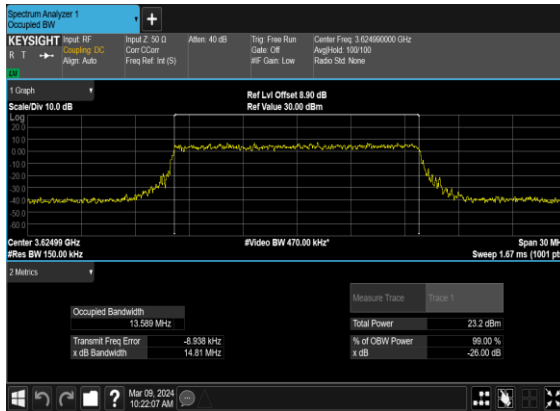 Spectrum Analyzer 1
Occupied BW
+
KEYSIGHT
R T
LXI
Input: RF
Coupling: DC
Align: Auto
Input Z: 50 Ω
Corr CCorr
Freq Ref: Int (S)
Atten: 40 dB
Trig: Free Run
Gate: Off
#IF Gain: Low
Center Freq: 3.624990000 GHz
Avg|Hold: 100/100
Radio Std: None
1 Graph
Scale/Div 10.0 dB
Ref Lvl Offset 8.90 dB
Ref Value 30.00 dBm
Log
20.0
10.0
0.00
-10.0
-20.0
-30.0
-40.0
-50.0
-60.0
Center 3.62499 GHz
#Video BW 470.00 kHz*
Span 30 MH
#Res BW 150.00 kHz
Sweep 1.67 ms (1001 pt
2 Metrics
Measure Trace Trace 1
Occupied Bandwidth
13.589 MHz
Total Power 23.2 dBm
Transmit Freq Error -8.938 kHz
% of OBW Power 99.00 %
x dB Bandwidth 14.81 MHz
x dB -26.00 dB
?
Mar 09, 2024
10:22:07 AM